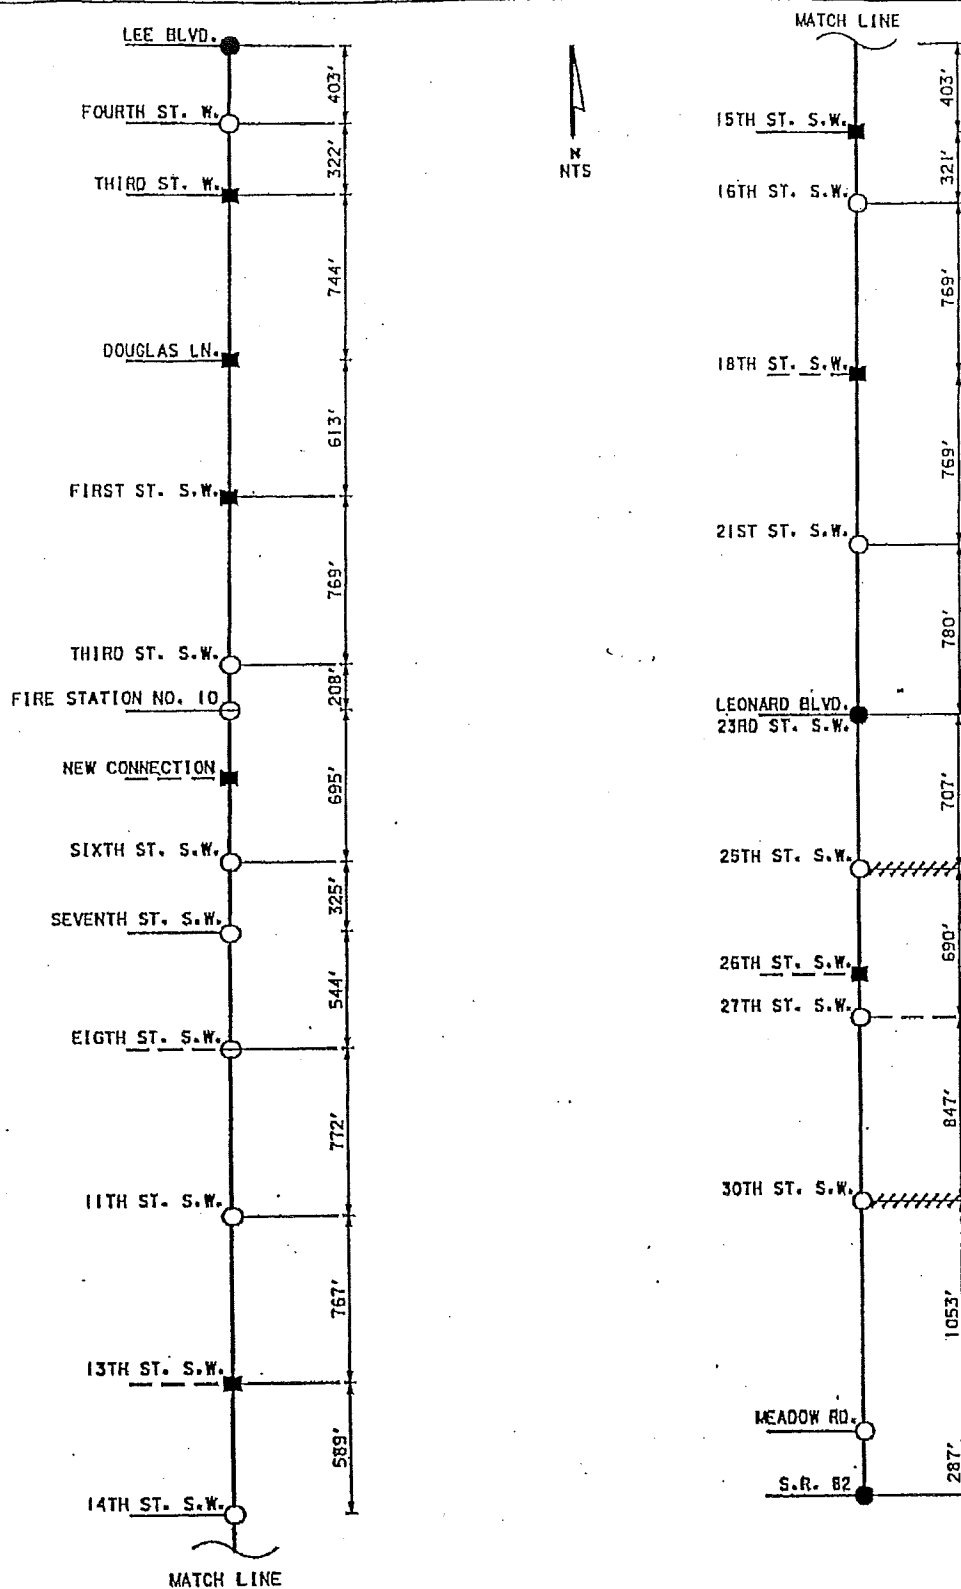 LEE BLVD.
403'
FOURTH ST. W.
322'
THIRD ST. W.
744'
DOUGLAS LN.
613'
FIRST ST. S.W.
769'
THIRD ST. S.W.
208'
FIRE STATION NO. 10
695'
NEW CONNECTION
SIXTH ST. S.W.
325'
SEVENTH ST. S.W.
544'
EIGTH ST. S.W.
772'
11TH ST. S.W.
767'
13TH ST. S.W.
589'
14TH ST. S.W.
MATCH LINE
N
NTS
MATCH LINE
403'
15TH ST. S.W.
321'
16TH ST. S.W.
769'
18TH ST. S.W.
769'
21ST ST. S.W.
780'
LEONARD BLVD.
23RD ST. S.W.
707'
25TH ST. S.W.
690'
26TH ST. S.W.
27TH ST. S.W.
847'
30TH ST. S.W.
1053'
MEADOW RD.
287'
S.R. 82